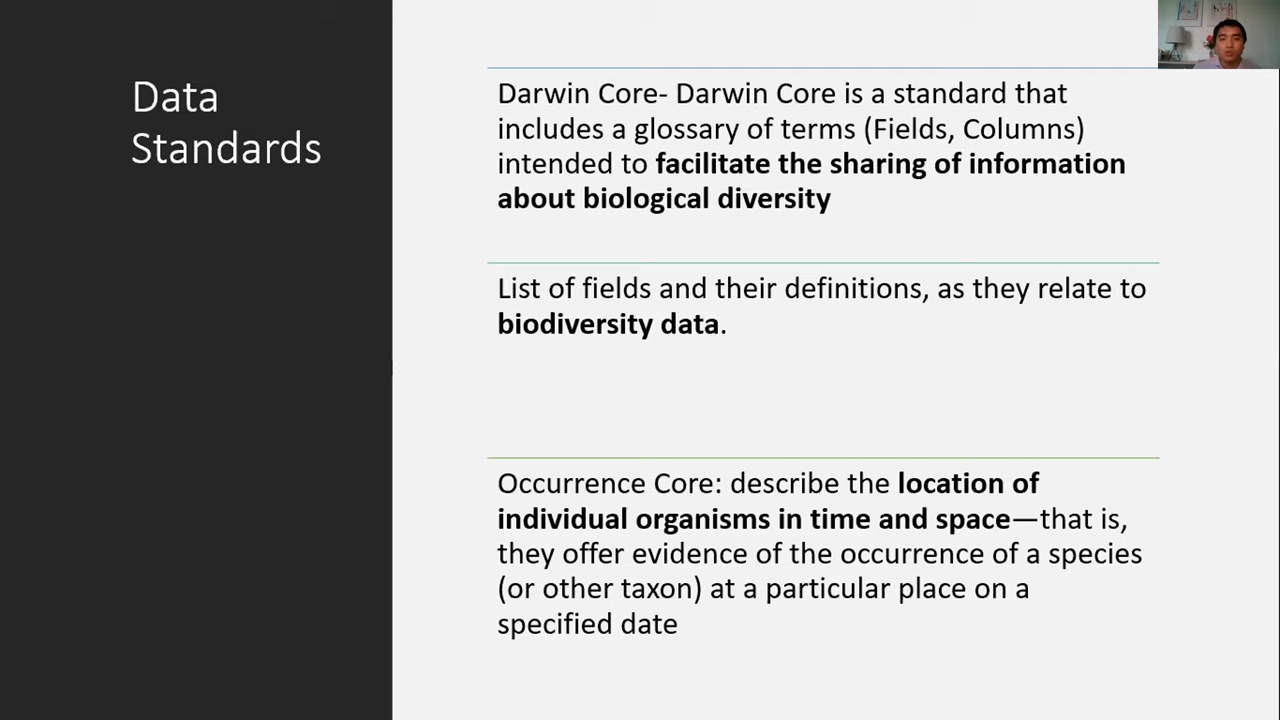 Data
Standards
Darwin Core- Darwin Core is a standard that
includes a glossary of terms (Fields, Columns)
intended to facilitate the sharing of information
about biological diversity
List of fields and their definitions, as they relate to
biodiversity data.
Occurrence Core: describe the location of
individual organisms in time and space—that is,
they offer evidence of the occurrence of a species
(or other taxon) at a particular place on a
specified date